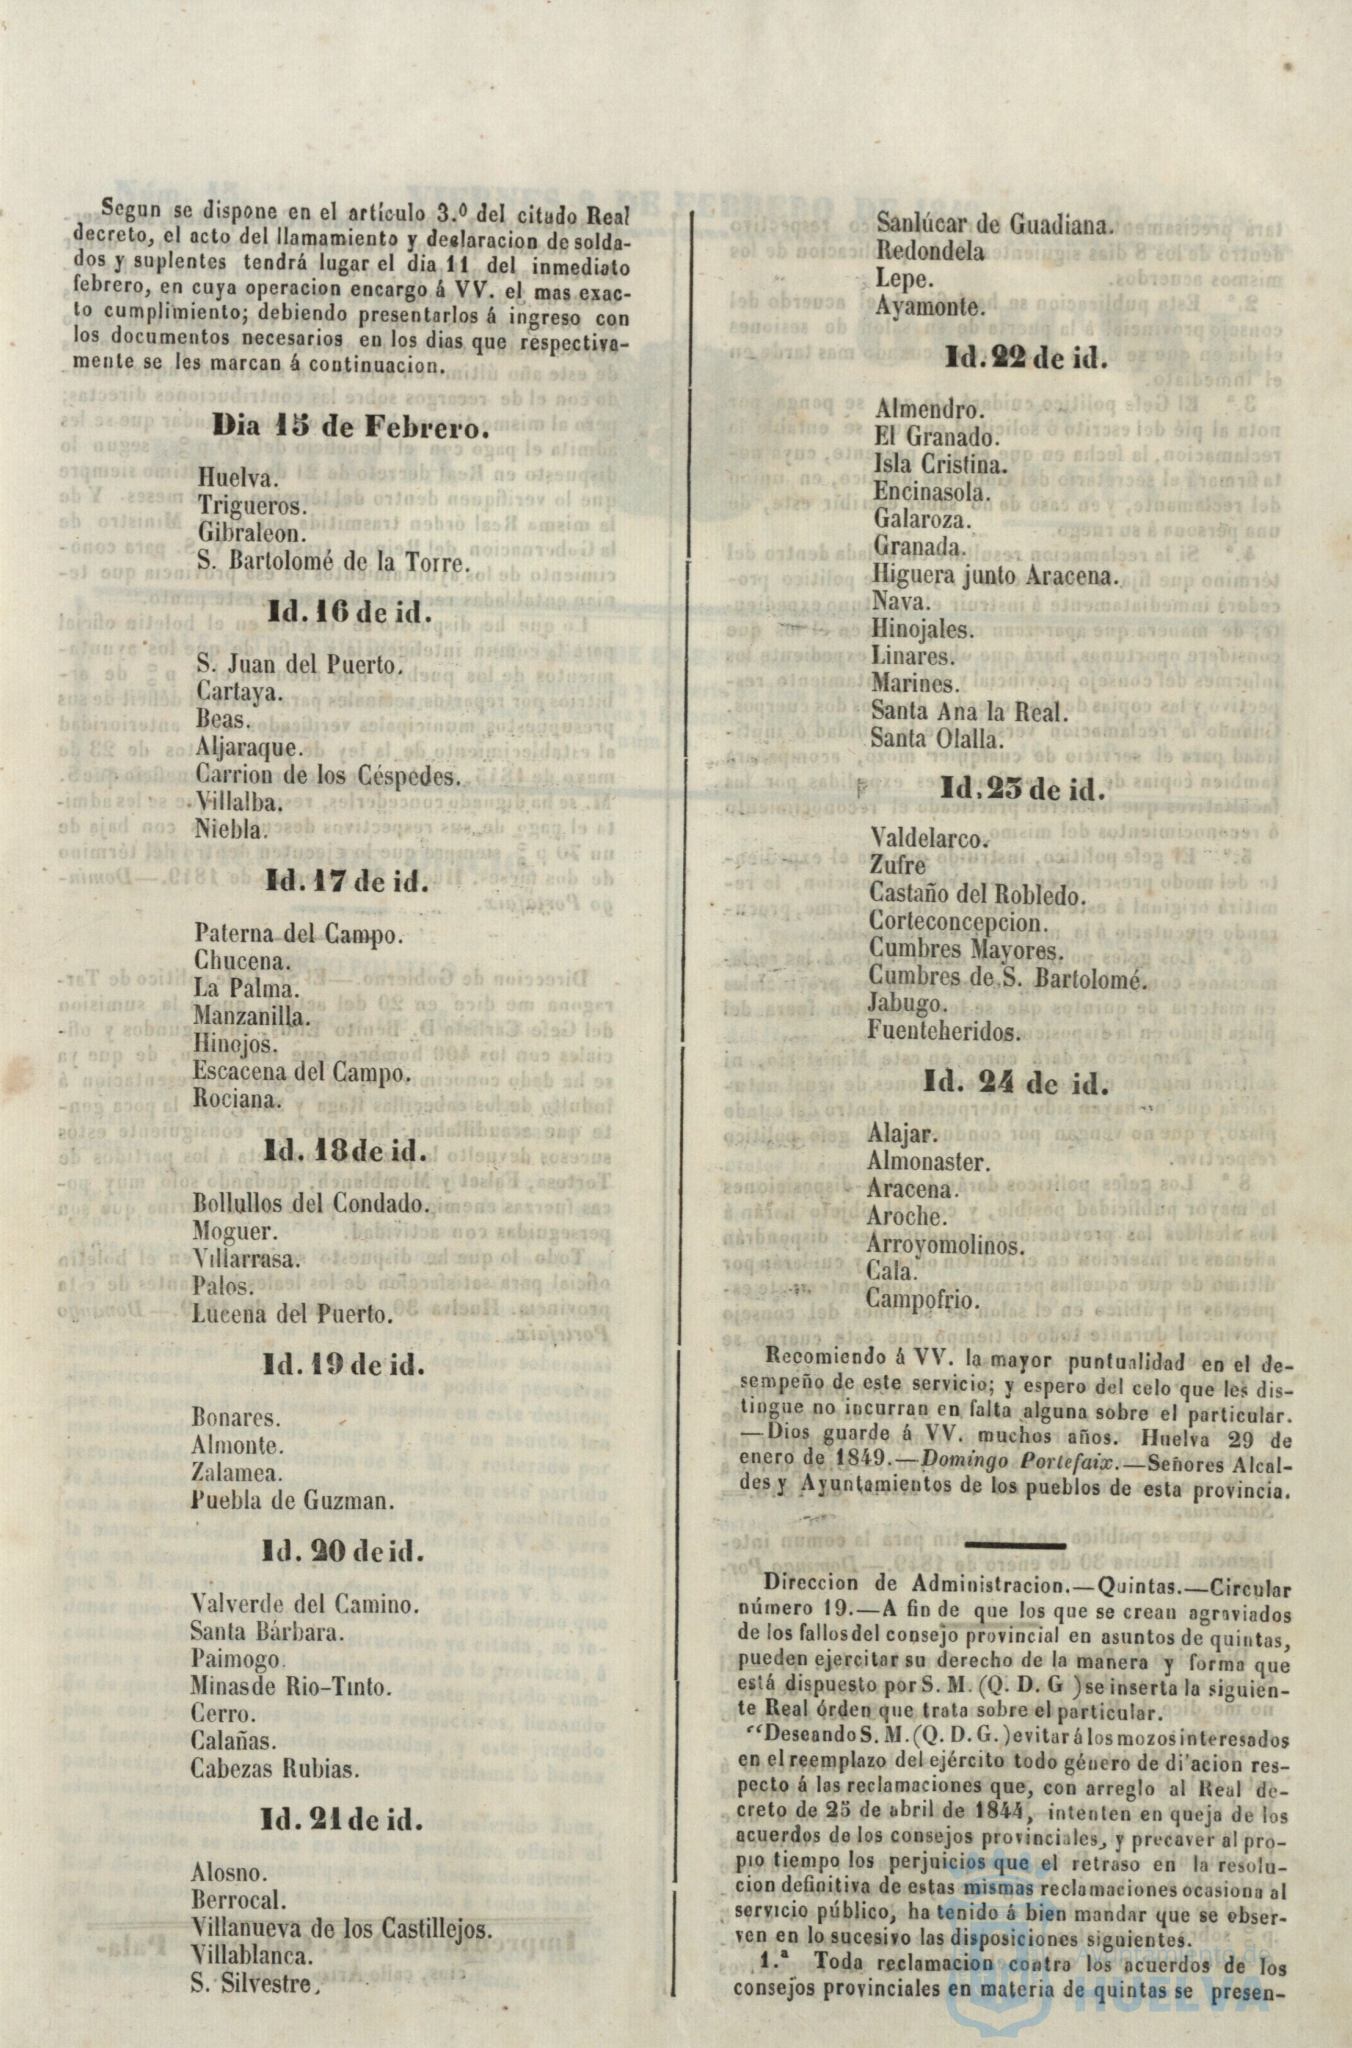 Segun se dispone en el artículo 3.º del citado Real
decreto, el acto del llamamiento y declaracion de solda-
dos y suplentes tendrá lugar el dia 11 del inmediato
febrero, en cuya operacion encargo á VV. el mas exac-
to cumplimiento; debiendo presentarlos á ingreso con
los documentos necesarios en los dias que respectiva-
mente se les marcan á continuacion.
Dia 15 de Febrero.
Huelva.
Trigueros.
Gibraleon.
S. Bartolomé de la Torre.
Id. 16 de id.
S. Juan del Puerto.
Cartaya.
Beas.
Aljaraque.
Carrion de los Céspedes.
Villalba.
Niebla.
Id. 17 de id.
Paterna del Campo.
Chucena.
La Palma.
Manzanilla.
Hinojos.
Escacena del Campo.
Rociana.
Id. 18 de id.
Bollullos del Condado.
Moguer.
Villarrasa.
Palos.
Lucena del Puerto.
Id. 19 de id.
Bonares.
Almonte.
Zalamea.
Puebla de Guzman.
Id. 20 de id.
Valverde del Camino.
Santa Bárbara.
Paimogo.
Minas de Rio-Tinto.
Cerro.
Calañas.
Cabezas Rubias.
Id. 21 de id.
Alosno.
Berrocal.
Villanueva de los Castillejos.
Villablanca.
S. Silvestre.
Sanlúcar de Guadiana.
Redondela
Lepe.
Ayamonte.
Id. 22 de id.
Almendro.
El Granado.
Isla Cristina.
Encinasola.
Galaroza.
Granada.
Higuera junto Aracena.
Nava.
Hinojales.
Linares.
Marines.
Santa Ana la Real.
Santa Olalla.
Id. 23 de id.
Valdelarco.
Zufre
Castaño del Robledo.
Corteconcepcion.
Cumbres Mayores.
Cumbres de S. Bartolomé.
Jabugo.
Fuenteheridos.
Id. 24 de id.
Alajar.
Almonaster.
Aracena.
Aroche.
Arroyomolinos.
Cala.
Campofrio.
Recomiendo á VV. la mayor puntualidad en el de-
sempeño de este servicio; y espero del celo que les dis-
tingue no incurran en falta alguna sobre el particular.
—Dios guarde á VV. muchos años. Huelva 29 de
enero de 1849.—Domingo Portefaix.—Señores Alcal-
des y Ayuntamientos de los pueblos de esta provincia.
Direccion de Administracion.—Quintas.—Circular
número 19.—A fin de que los que se crean agraviados
de los fallos del consejo provincial en asuntos de quintas,
pueden ejercitar su derecho de la manera y forma que
está dispuesto por S. M. (Q. D. G ) se inserta la siguien-
te Real órden que trata sobre el particular.
“Deseando S. M. (Q. D. G.) evitar á los mozos interesados
en el reemplazo del ejército todo género de di'acion res-
pecto á las reclamaciones que, con arreglo al Real de-
creto de 25 de abril de 1844, intenten en queja de los
acuerdos de los consejos provinciales, y precaver al pro-
pio tiempo los perjuicios que el retraso en la resolu-
cion definitiva de estas mismas reclamaciones ocasiona al
servicio público, ha tenido á bien mandar que se obser-
ven en lo sucesivo las disposiciones siguientes.
1.ª Toda reclamacion contra los acuerdos de los
consejos provinciales en materia de quintas se presen-
Ayuntamiento de
HUELVA